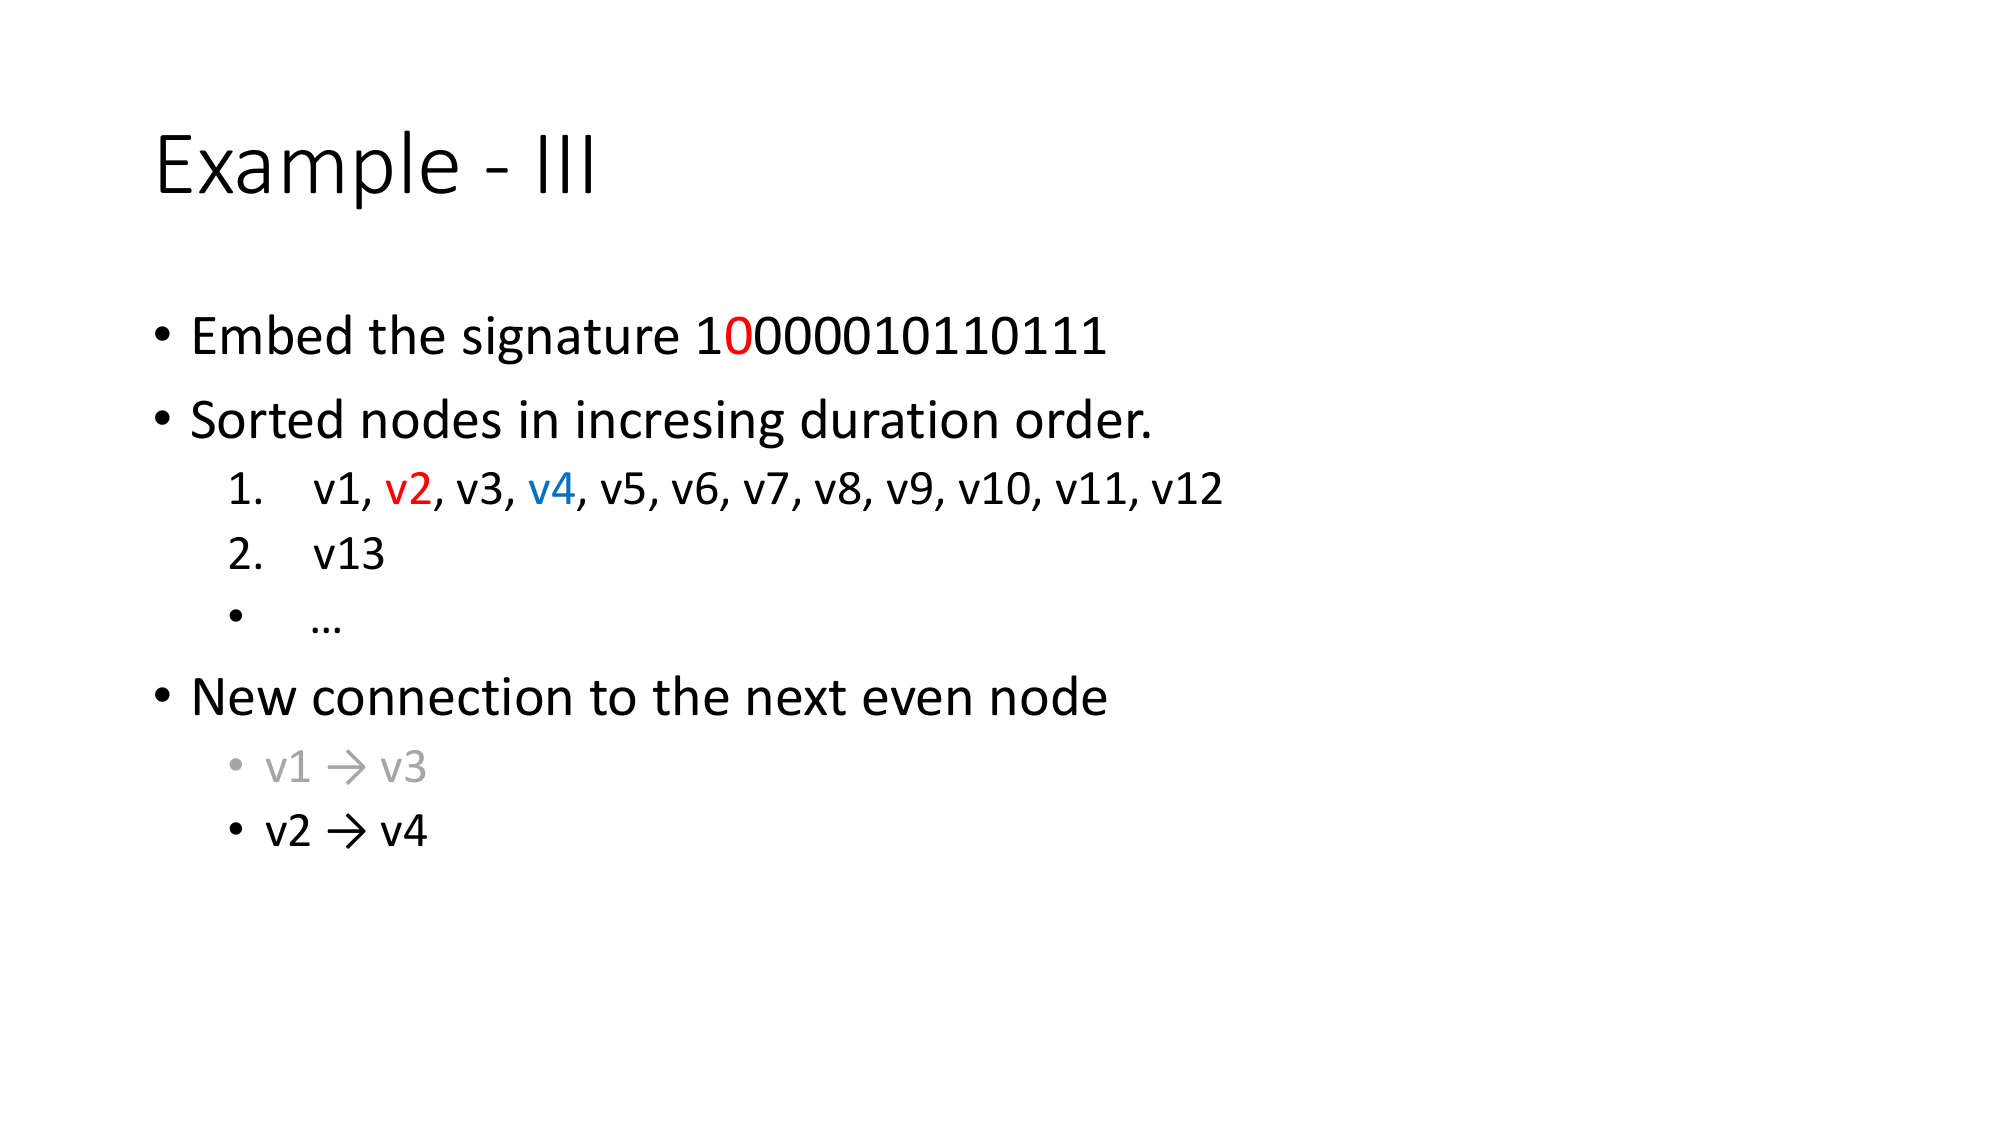 Example - III
• Embed the signature 10000010110111
• Sorted nodes in incresing duration order.
1. v1, v2, v3, v4, v5, v6, v7, v8, v9, v10, v11, v12
2. v13
• …
• New connection to the next even node
• v1 → v3
• v2 → v4